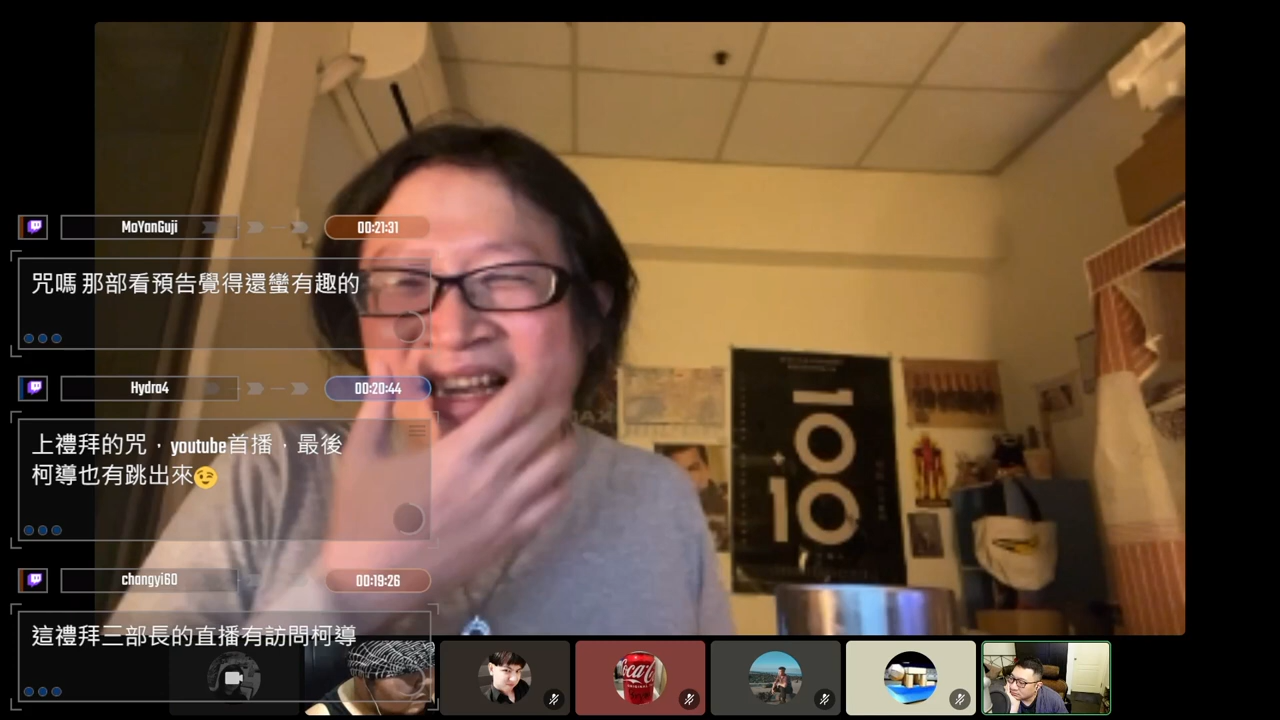 MoYanGuji
00:21:31
咒嗎 那部看預告覺得還蠻有趣的
Hydra4
00:20:44
上禮拜的咒，youtube首播，最後
柯導也有跳出來😉
changyi60
00:19:26
這禮拜三部長的直播有訪問柯導
10
10